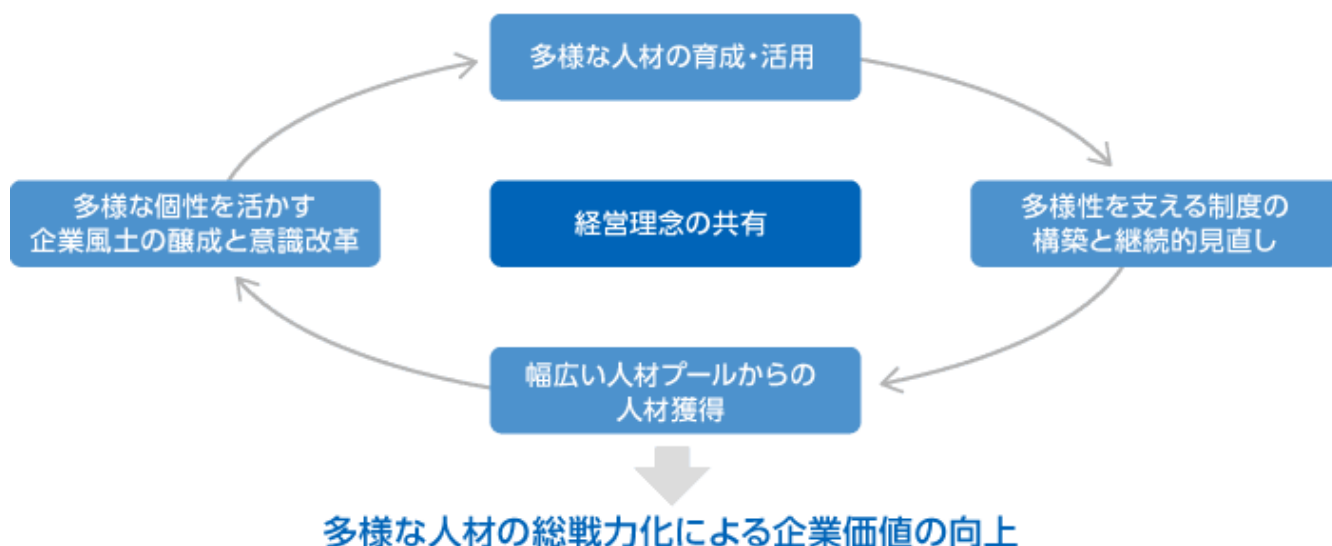 多様な人材の育成・活用
多様な個性を活かす
企業風土の醸成と意識改革
経営理念の共有
多様性を支える制度の
構築と継続的見直し
幅広い人材プールからの
人材獲得
多様な人材の総戦力化による企業価値の向上